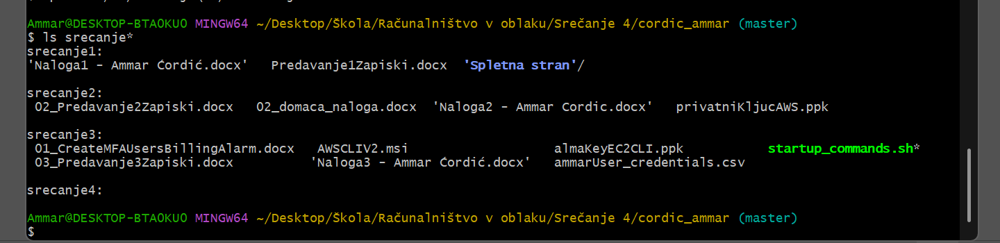 Ammar@DESKTOP-BTA0KU0 MINGW64 ~/Desktop/Škola/Računalništvo v oblaku/Srečanje 4/cordic_ammar (master)
$ ls srecanje*
srecanje1:
'Naloga1 - Ammar Ćordić.docx'   Predavanje1Zapiski.docx  'Spletna stran'/
srecanje2:
02_Predavanje2Zapiski.docx   02_domaca_naloga.docx  'Naloga2 - Ammar Cordic.docx'   privatniKljucAWS.ppk
srecanje3:
01_CreateMFAUsersBillingAlarm.docx   AWSCLIV2.msi   almaKeyEC2CLI.ppk   startup_commands.sh*
03_Predavanje3Zapiski.docx   'Naloga3 - Ammar Ćordić.docx'   ammarUser_credentials.csv
srecanje4:
Ammar@DESKTOP-BTA0KU0 MINGW64 ~/Desktop/Škola/Računalništvo v oblaku/Srečanje 4/cordic_ammar (master)
$